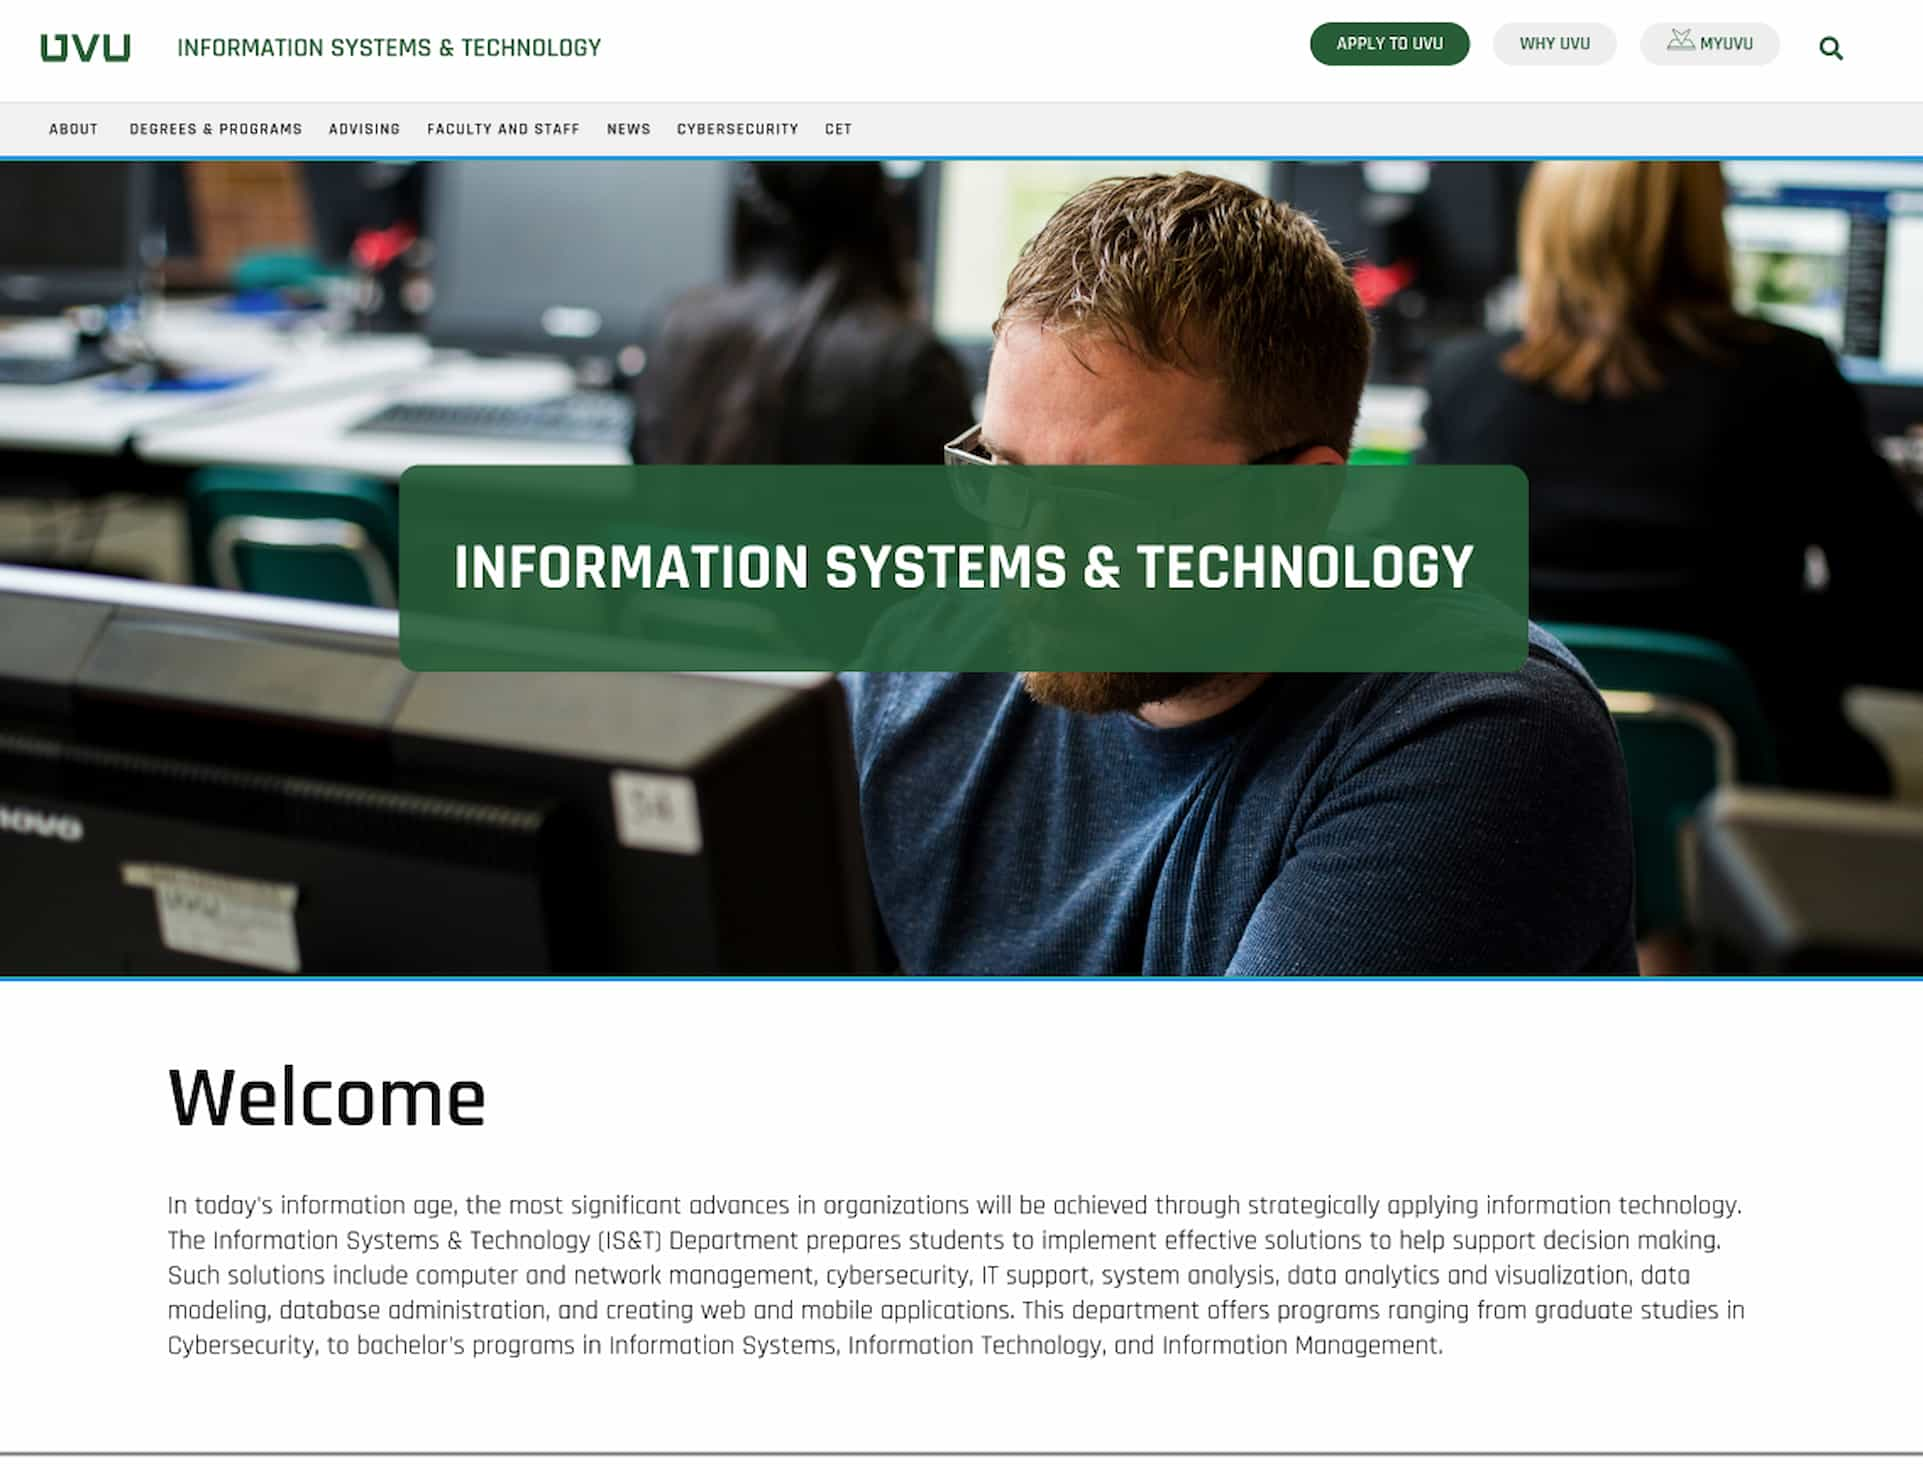 UVU INFORMATION SYSTEMS & TECHNOLOGY APPLY TO UVU WHY UVU MYUVU
ABOUT DEGREES & PROGRAMS ADVISING FACULTY AND STAFF NEWS CYBERSECURITY CET
INFORMATION SYSTEMS & TECHNOLOGY
UVU
Welcome
In today's information age, the most significant advances in organizations will be achieved through strategically applying information technology.
The Information Systems & Technology (IS&T) Department prepares students to implement effective solutions to help support decision making.
Such solutions include computer and network management, cybersecurity, IT support, system analysis, data analytics and visualization, data
modeling, database administration, and creating web and mobile applications. This department offers programs ranging from graduate studies in
Cybersecurity, to bachelor's programs in Information Systems, Information Technology, and Information Management.